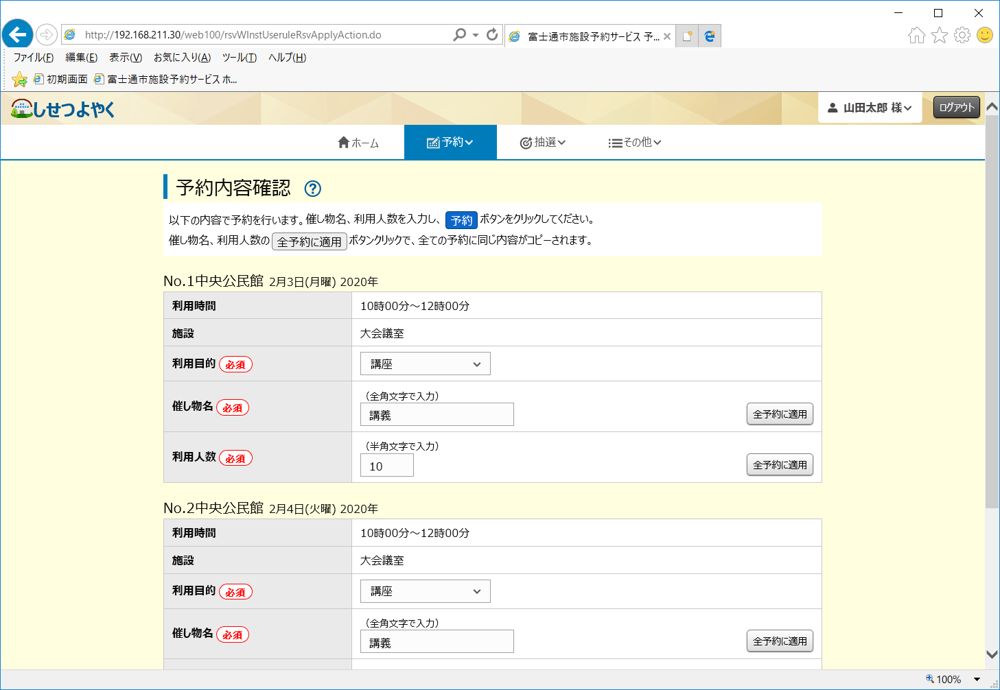 http://192.168.211.30/web100/rsvWInstUseruleRsvApplyAction.do
富士通市施設予約サービス 予...
ファイル(F) 編集(E) 表示(V) お気に入り(A) ツール(T) ヘルプ(H)
初期画面 富士通市施設予約サービス ホ...
しせつよやく
山田太郎 様
ログアウト
ホーム 予約 抽選 その他
予約内容確認 ?
以下の内容で予約を行います。催し物名、利用人数を入力し、 予約 ボタンをクリックしてください。
催し物名、利用人数の 全予約に適用 ボタンクリックで、全ての予約に同じ内容がコピーされます。
No.1中央公民館 2月3日(月曜) 2020年
利用時間 10時00分～12時00分
施設 大会議室
利用目的 必須 講座
(全角文字で入力)
催し物名 必須 講義 全予約に適用
(半角文字で入力)
利用人数 必須 10 全予約に適用
No.2中央公民館 2月4日(火曜) 2020年
利用時間 10時00分～12時00分
施設 大会議室
利用目的 必須 講座
(全角文字で入力)
催し物名 必須 講義 全予約に適用
100%